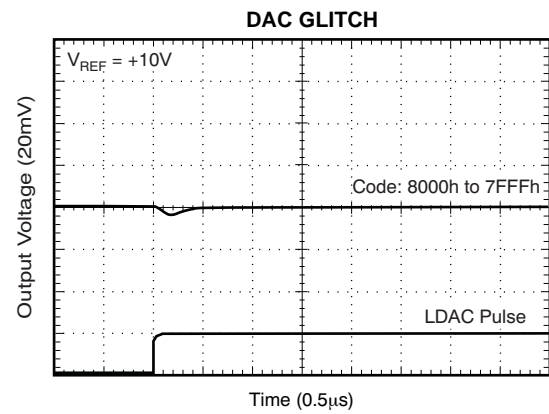 DAC GLITCH
V_REF = +10V
Output Voltage (20mV)
Code: 8000h to 7FFFh
LDAC Pulse
Time (0.5μs)